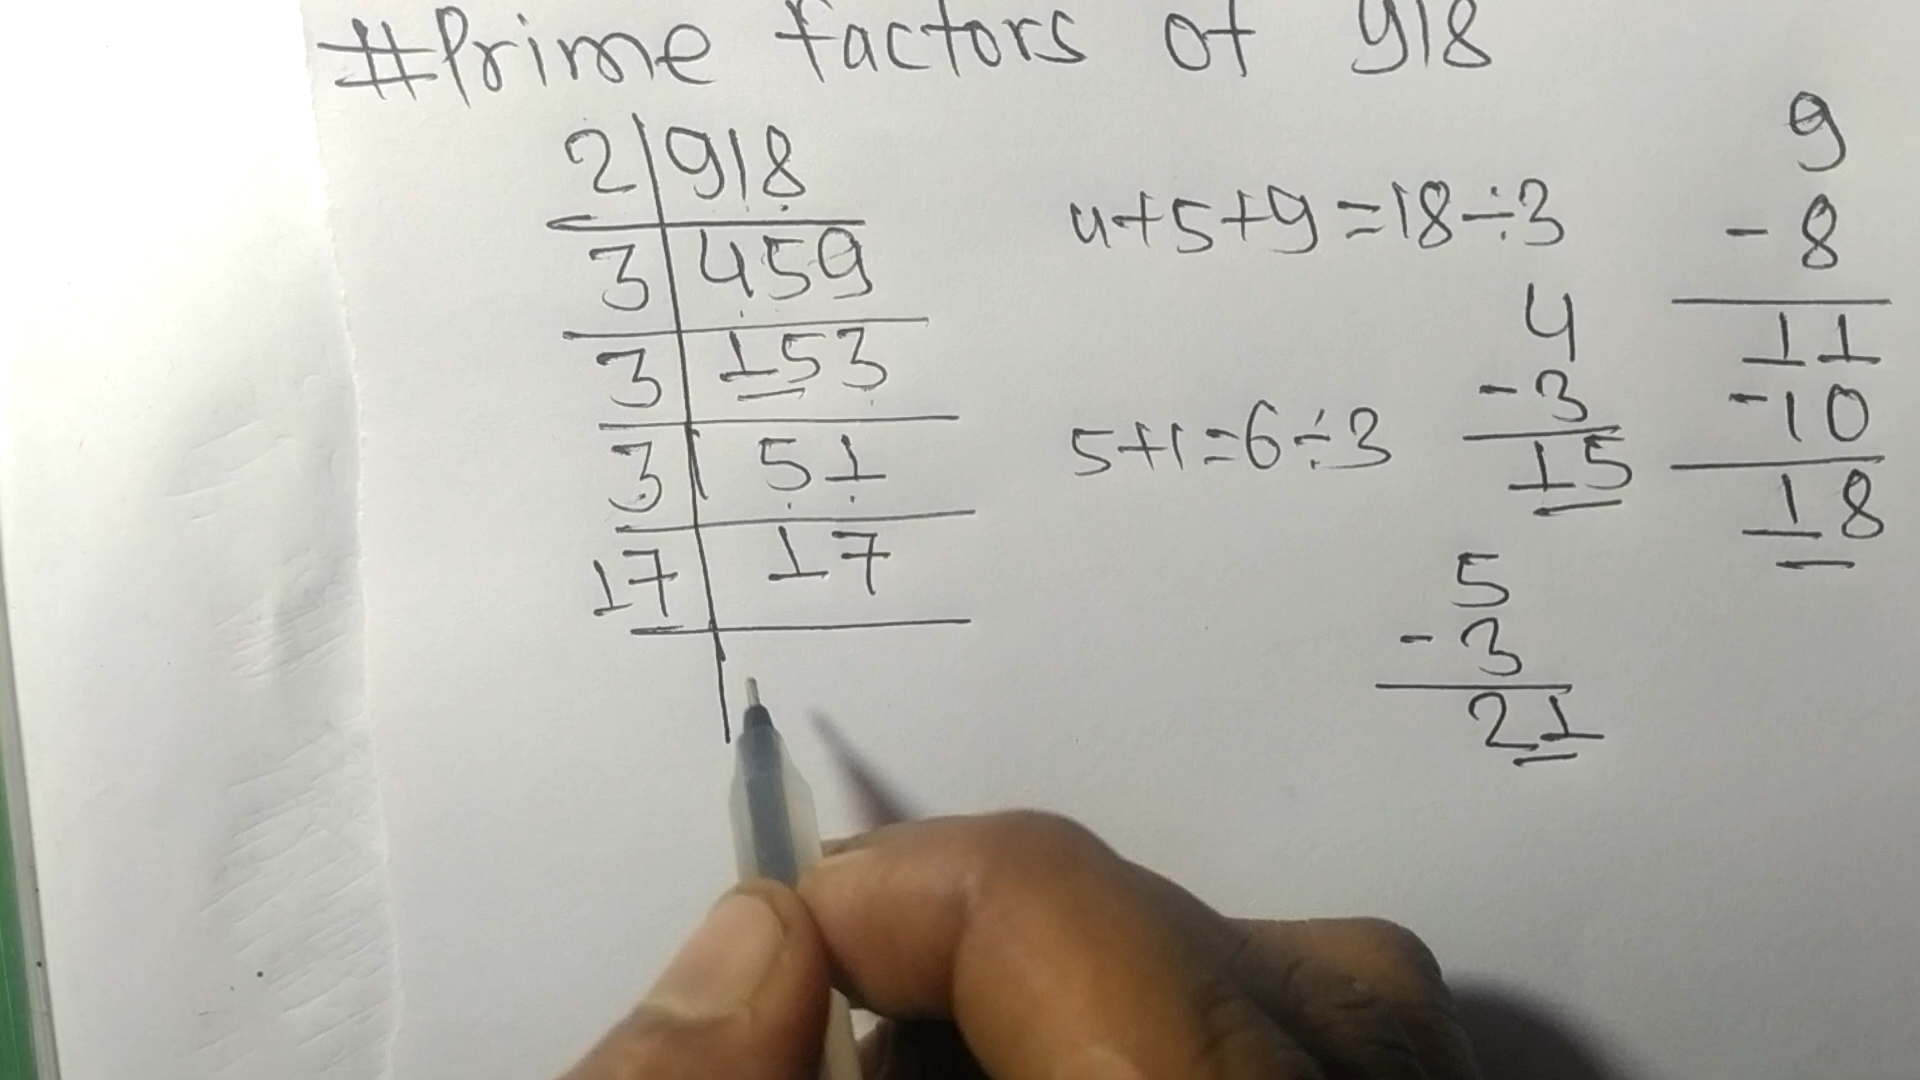 #Prime factors of 918
2 | 918
3 | 459
3 | 153
3 | 51
17 | 17
4+5+9=18÷3
5+1=6÷3
4
-3
15
5
-3
21
9
-8
11
-10
18